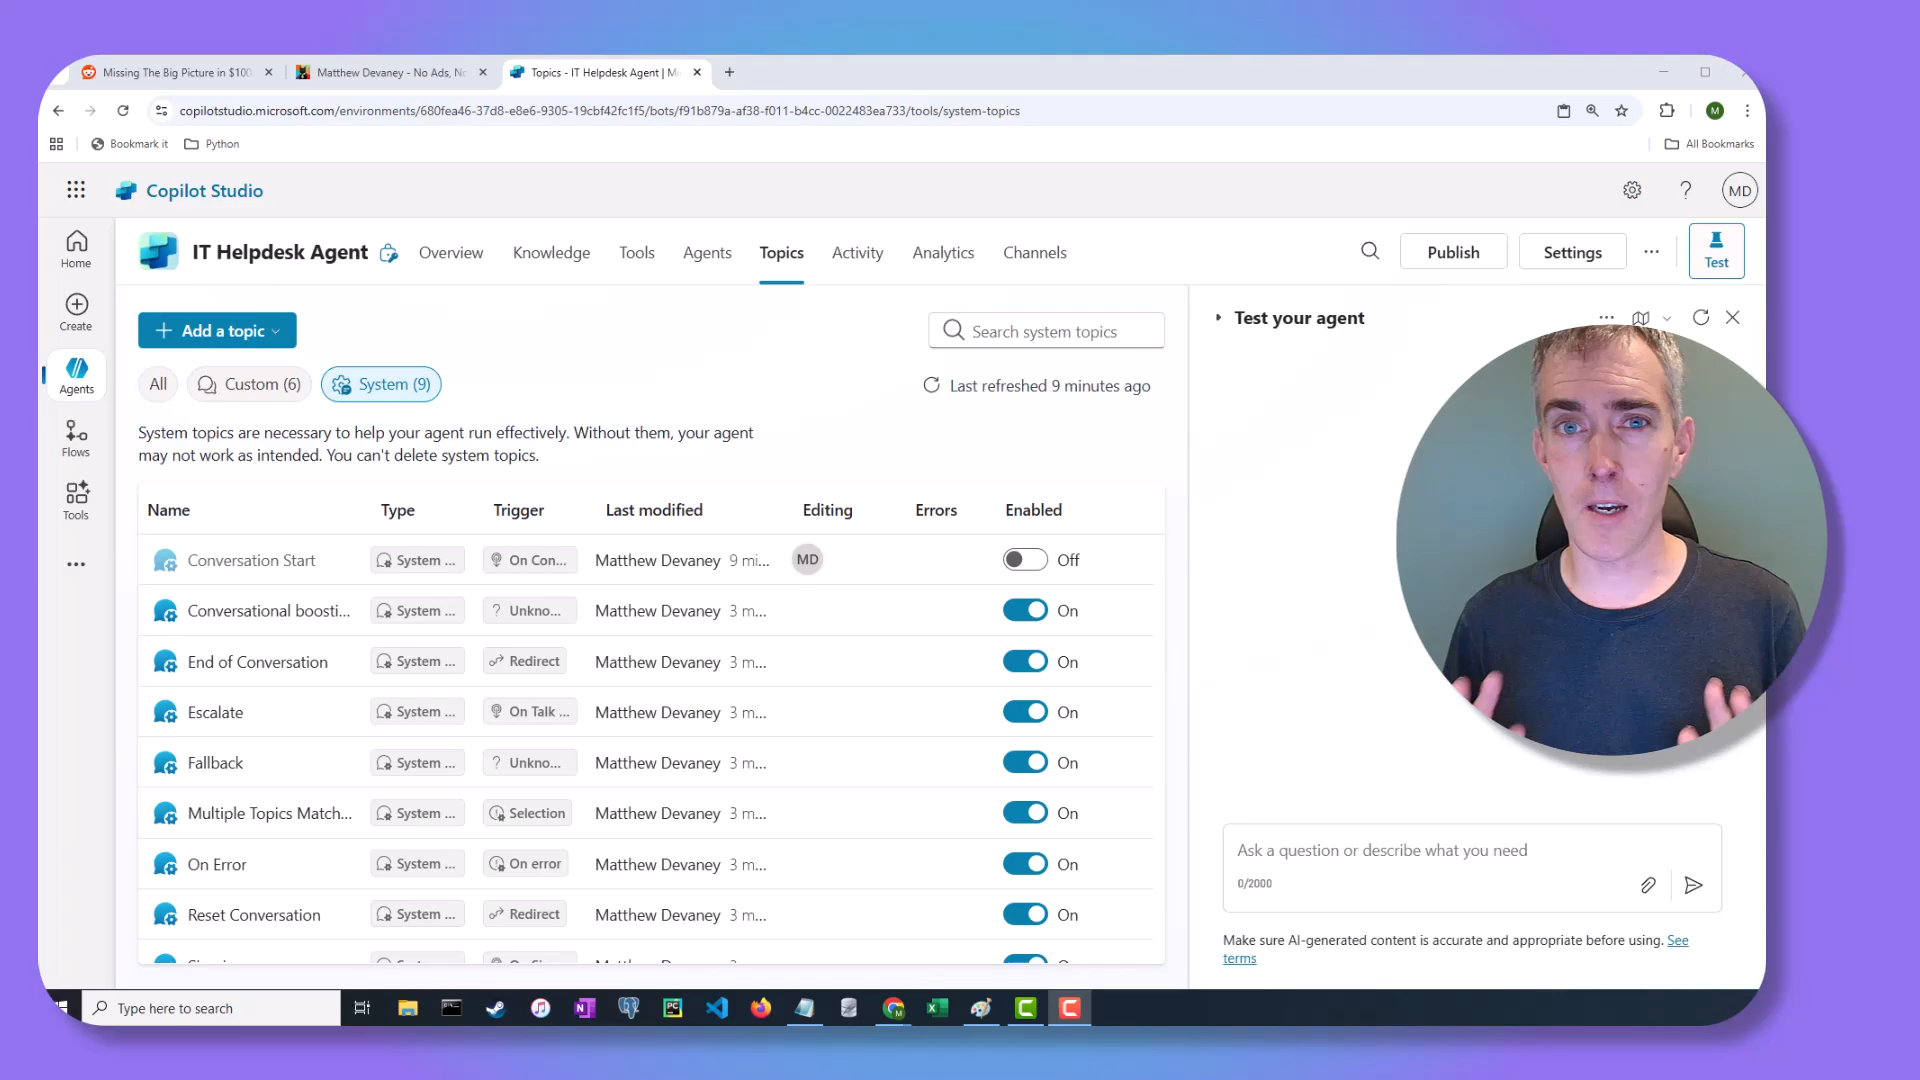 Missing The Big Picture in $100
Matthew Devaney - No Ads, No
Topics - IT Helpdesk Agent | Mi
copilotstudio.microsoft.com/environments/680fea46-37d8-e8e6-9305-19cbf42fc1f5/bots/f91b879a-af38-f011-b4cc-0022483ea733/tools/system-topics
M
Bookmark it
Python
All Bookmarks
Copilot Studio
MD
Home
Create
Agents
Flows
Tools
IT Helpdesk Agent
Overview
Knowledge
Tools
Agents
Topics
Activity
Analytics
Channels
Publish
Settings
Test
Add a topic
Search system topics
All
Custom (6)
System (9)
Last refreshed 9 minutes ago
System topics are necessary to help your agent run effectively. Without them, your agent
may not work as intended. You can't delete system topics.
Name Type Trigger Last modified Editing Errors Enabled
Conversation Start System ... On Con... Matthew Devaney 9 mi... MD Off
Conversational boosti... System ... Unkno... Matthew Devaney 3 m... On
End of Conversation System ... Redirect Matthew Devaney 3 m... On
Escalate System ... On Talk ... Matthew Devaney 3 m... On
Fallback System ... Unkno... Matthew Devaney 3 m... On
Multiple Topics Match... System ... Selection Matthew Devaney 3 m... On
On Error System ... On error Matthew Devaney 3 m... On
Reset Conversation System ... Redirect Matthew Devaney 3 m... On
Test your agent
Ask a question or describe what you need
0/2000
Make sure AI-generated content is accurate and appropriate before using. See
terms
Type here to search